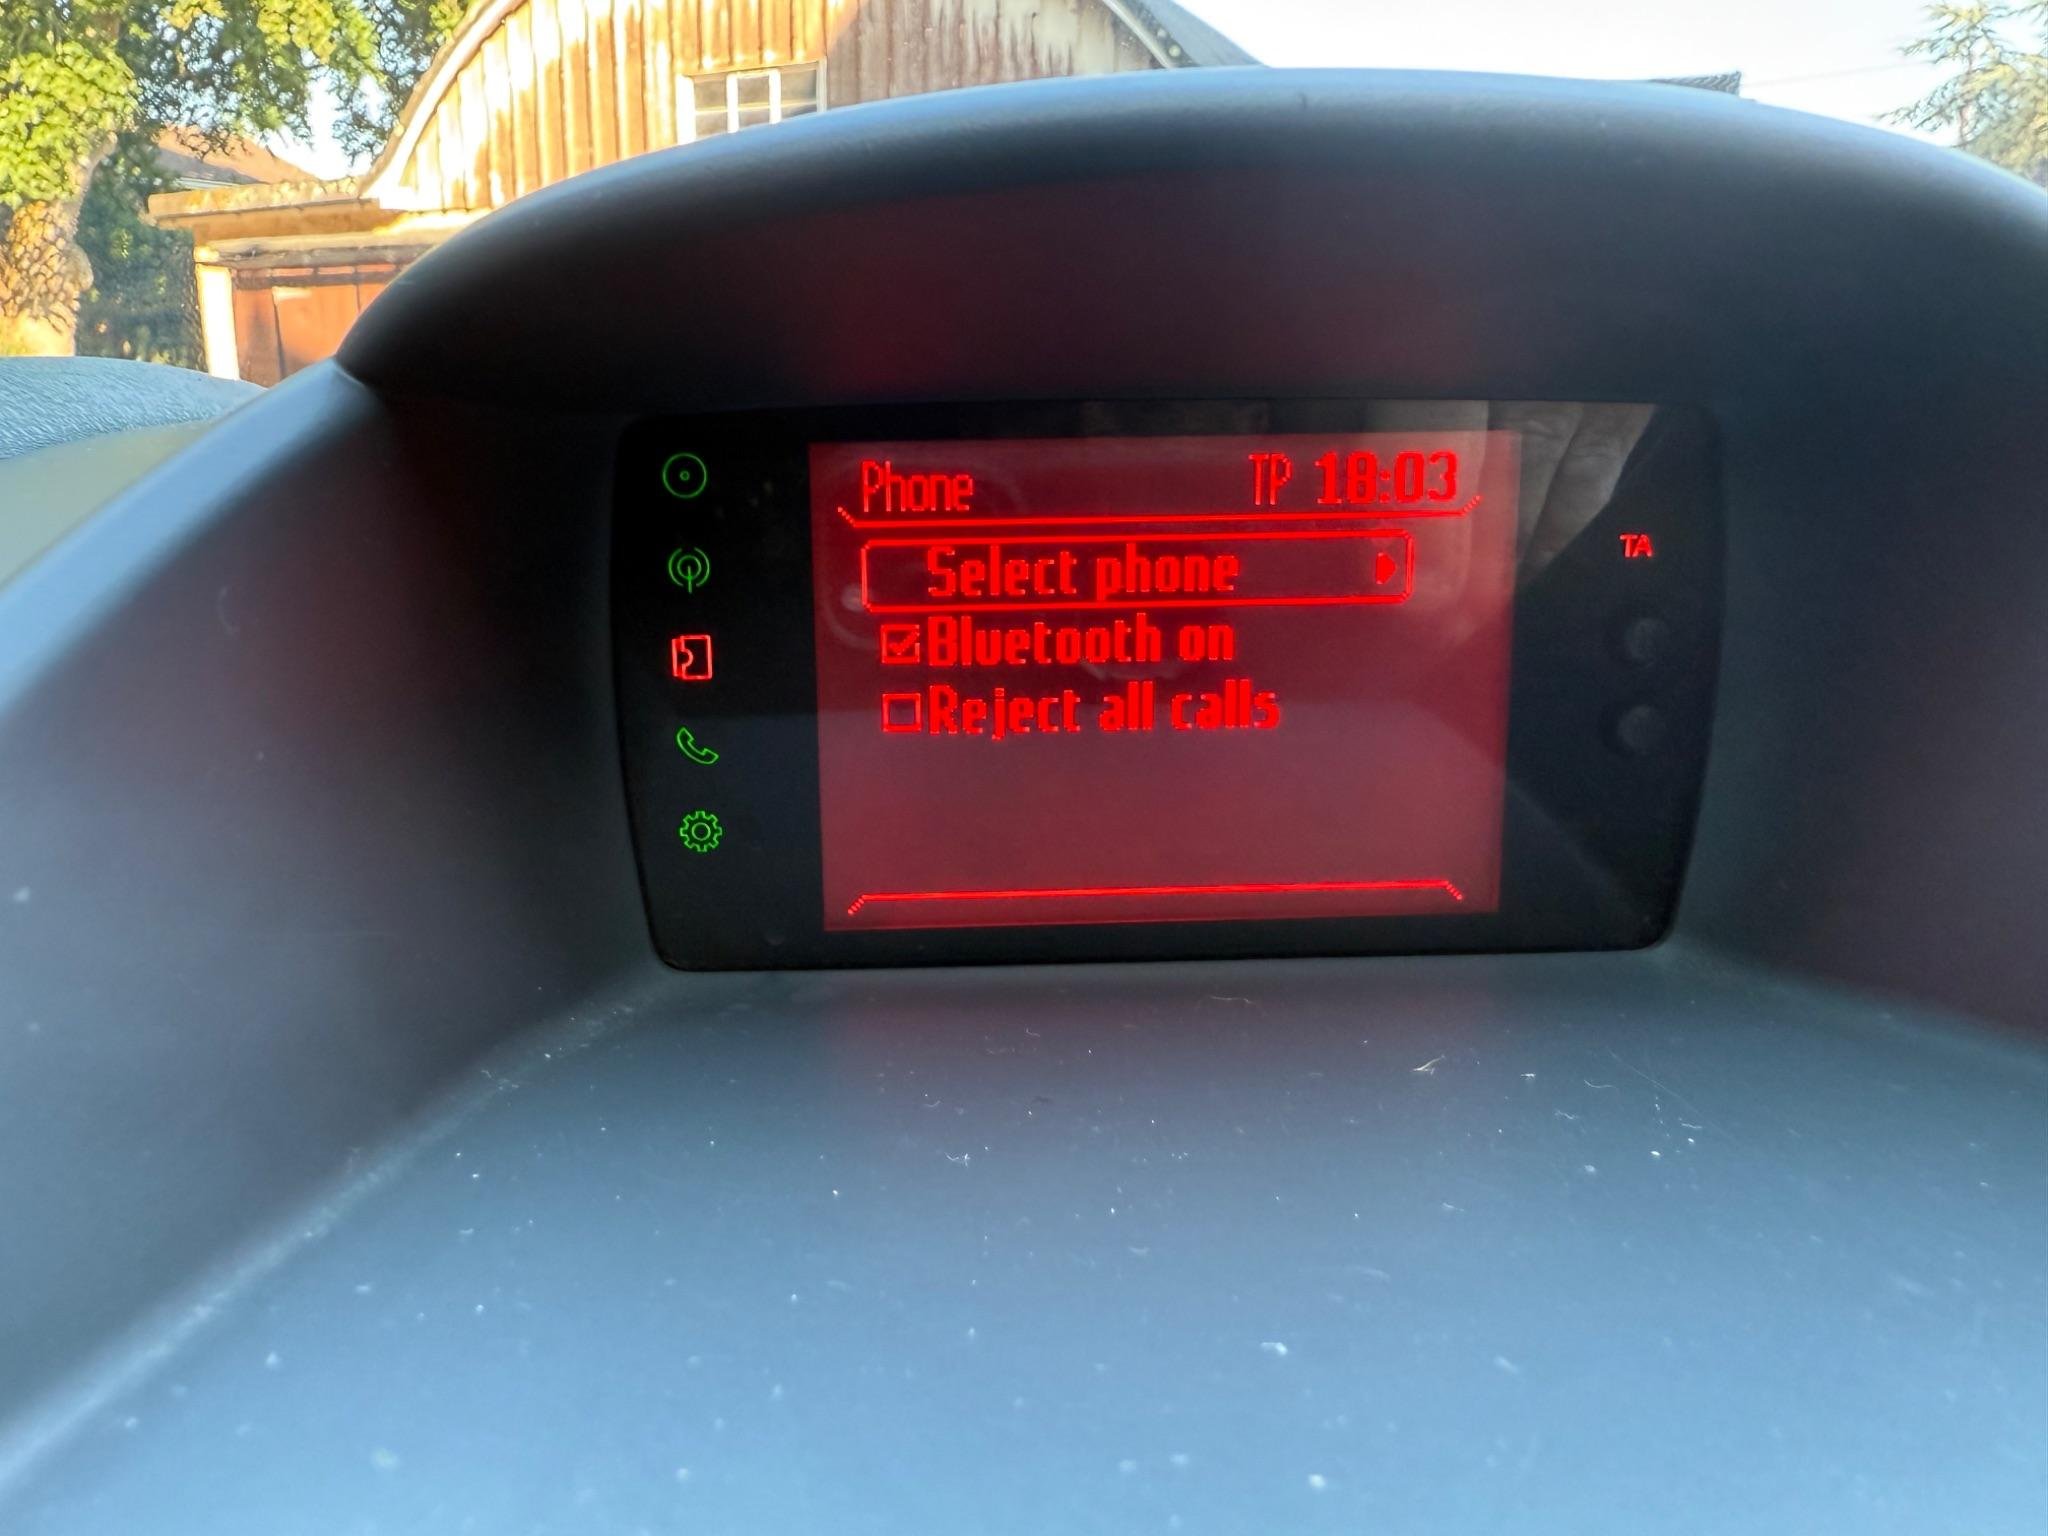 Phone TP 18:03
TA
Select phone
Bluetooth on
Reject all calls